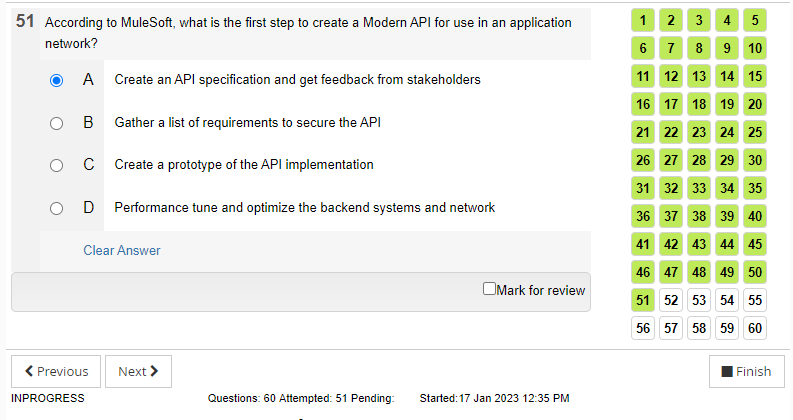 51 According to MuleSoft, what is the first step to create a Modern API for use in an application
network?
A Create an API specification and get feedback from stakeholders
B Gather a list of requirements to secure the API
C Create a prototype of the API implementation
D Performance tune and optimize the backend systems and network
Clear Answer
Mark for review
1 2 3 4 5
6 7 8 9 10
11 12 13 14 15
16 17 18 19 20
21 22 23 24 25
26 27 28 29 30
31 32 33 34 35
36 37 38 39 40
41 42 43 44 45
46 47 48 49 50
51 52 53 54 55
56 57 58 59 60
Previous Next Finish
INPROGRESS Questions: 60 Attempted: 51 Pending: Started:17 Jan 2023 12:35 PM